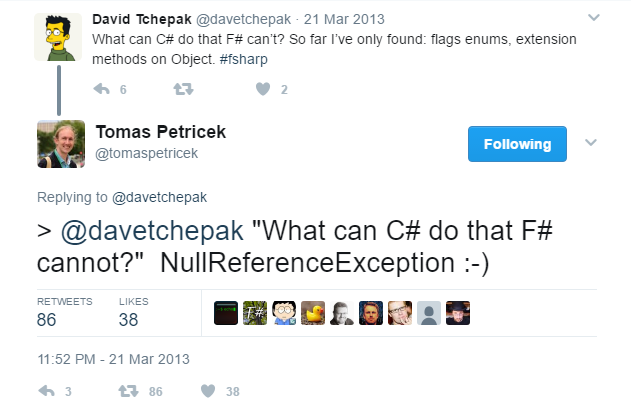 David Tchepak @davetchepak · 21 Mar 2013
What can C# do that F# can't? So far I've only found: flags enums, extension
methods on Object. #fsharp
6 2
Tomas Petricek
@tomaspetricek
Following
Replying to @davetchepak
> @davetchepak "What can C# do that F#
cannot?"  NullReferenceException :-)
RETWEETS LIKES
86 38
F#
11:52 PM - 21 Mar 2013
3 86 38